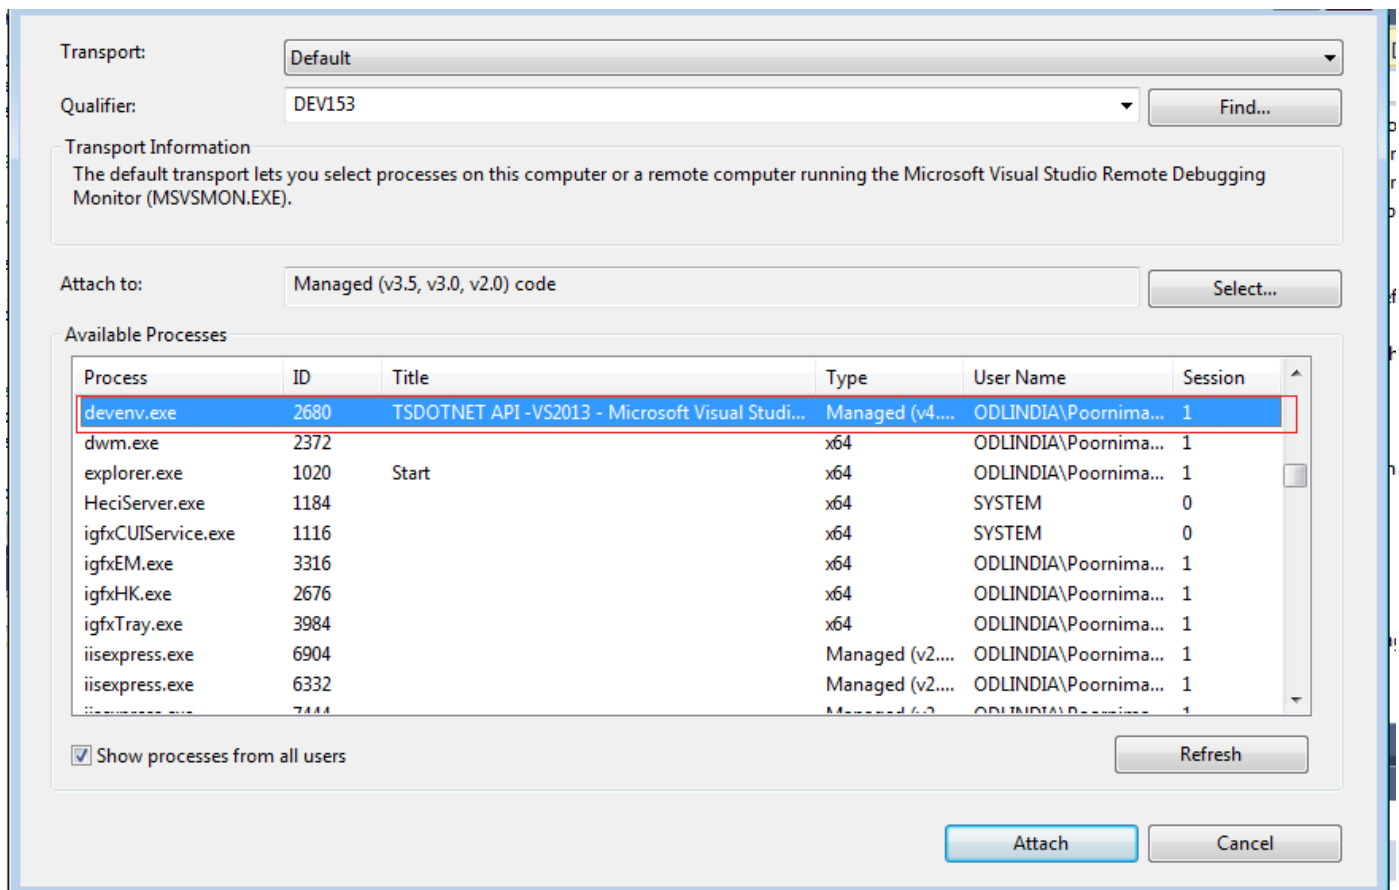 Transport:
Default
Qualifier:
DEV153
Find...
Transport Information
The default transport lets you select processes on this computer or a remote computer running the Microsoft Visual Studio Remote Debugging
Monitor (MSVSMON.EXE).
Attach to:
Managed (v3.5, v3.0, v2.0) code
Select...
Available Processes
Process ID Title Type User Name Session
devenv.exe 2680 TSDOTNET API -VS2013 - Microsoft Visual Studi... Managed (v4.... ODLINDIA\Poornima... 1
dwm.exe 2372 x64 ODLINDIA\Poornima... 1
explorer.exe 1020 Start x64 ODLINDIA\Poornima... 1
HeciServer.exe 1184 x64 SYSTEM 0
igfxCUIService.exe 1116 x64 SYSTEM 0
igfxEM.exe 3316 x64 ODLINDIA\Poornima... 1
igfxHK.exe 2676 x64 ODLINDIA\Poornima... 1
igfxTray.exe 3984 x64 ODLINDIA\Poornima... 1
iisexpress.exe 6904 Managed (v2.... ODLINDIA\Poornima... 1
iisexpress.exe 6332 Managed (v2.... ODLINDIA\Poornima... 1
Show processes from all users
Refresh
Attach
Cancel